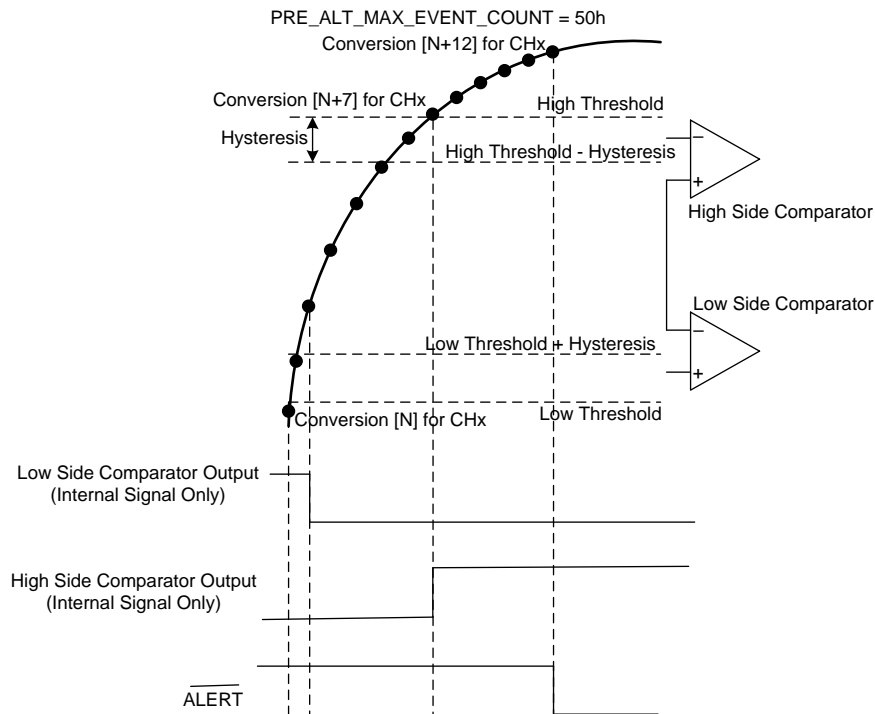 PRE_ALT_MAX_EVENT_COUNT = 50h
Conversion [N+12] for CHx
Conversion [N+7] for CHx
High Threshold
Hysteresis
High Threshold - Hysteresis
−
+
High Side Comparator
Low Side Comparator
−
+
Low Threshold + Hysteresis
Low Threshold
Conversion [N] for CHx
Low Side Comparator Output
(Internal Signal Only)
High Side Comparator Output
(Internal Signal Only)
ALERT